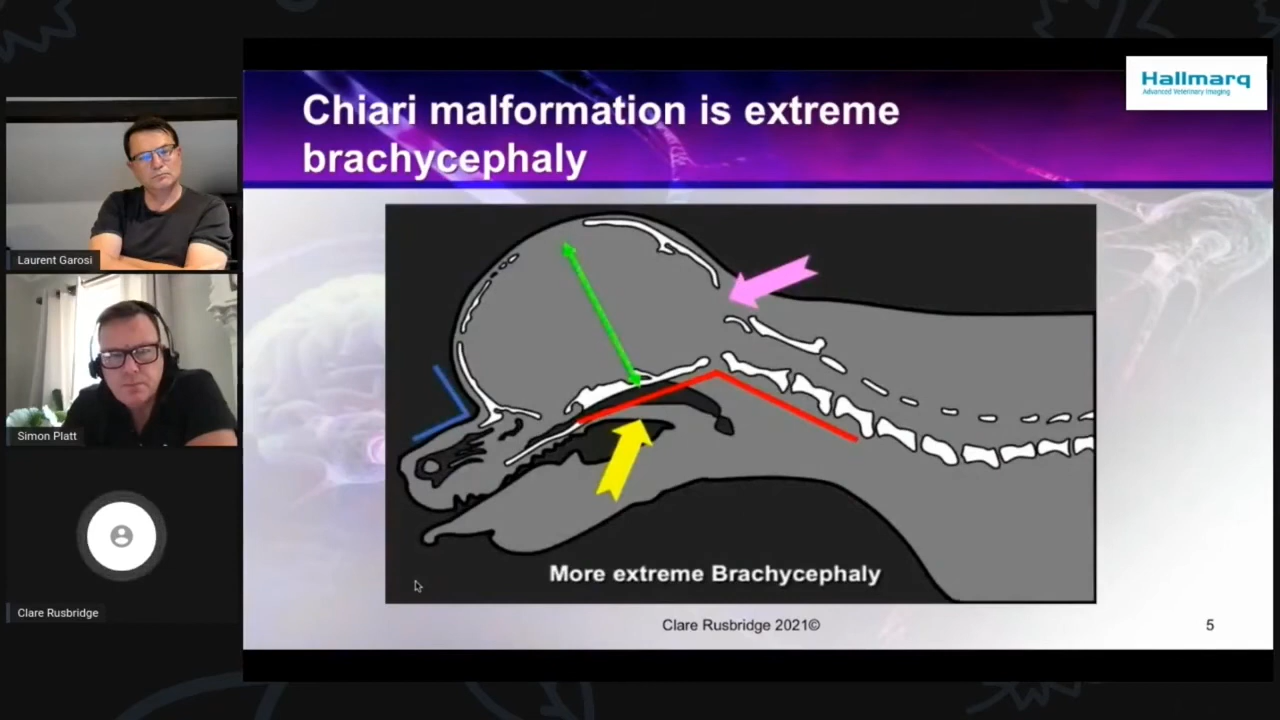 Hallmarq
Advanced Veterinary Imaging
Chiari malformation is extreme
brachycephaly
Laurent Garosi
Simon Platt
Clare Rusbridge
More extreme Brachycephaly
Clare Rusbridge 2021©
5